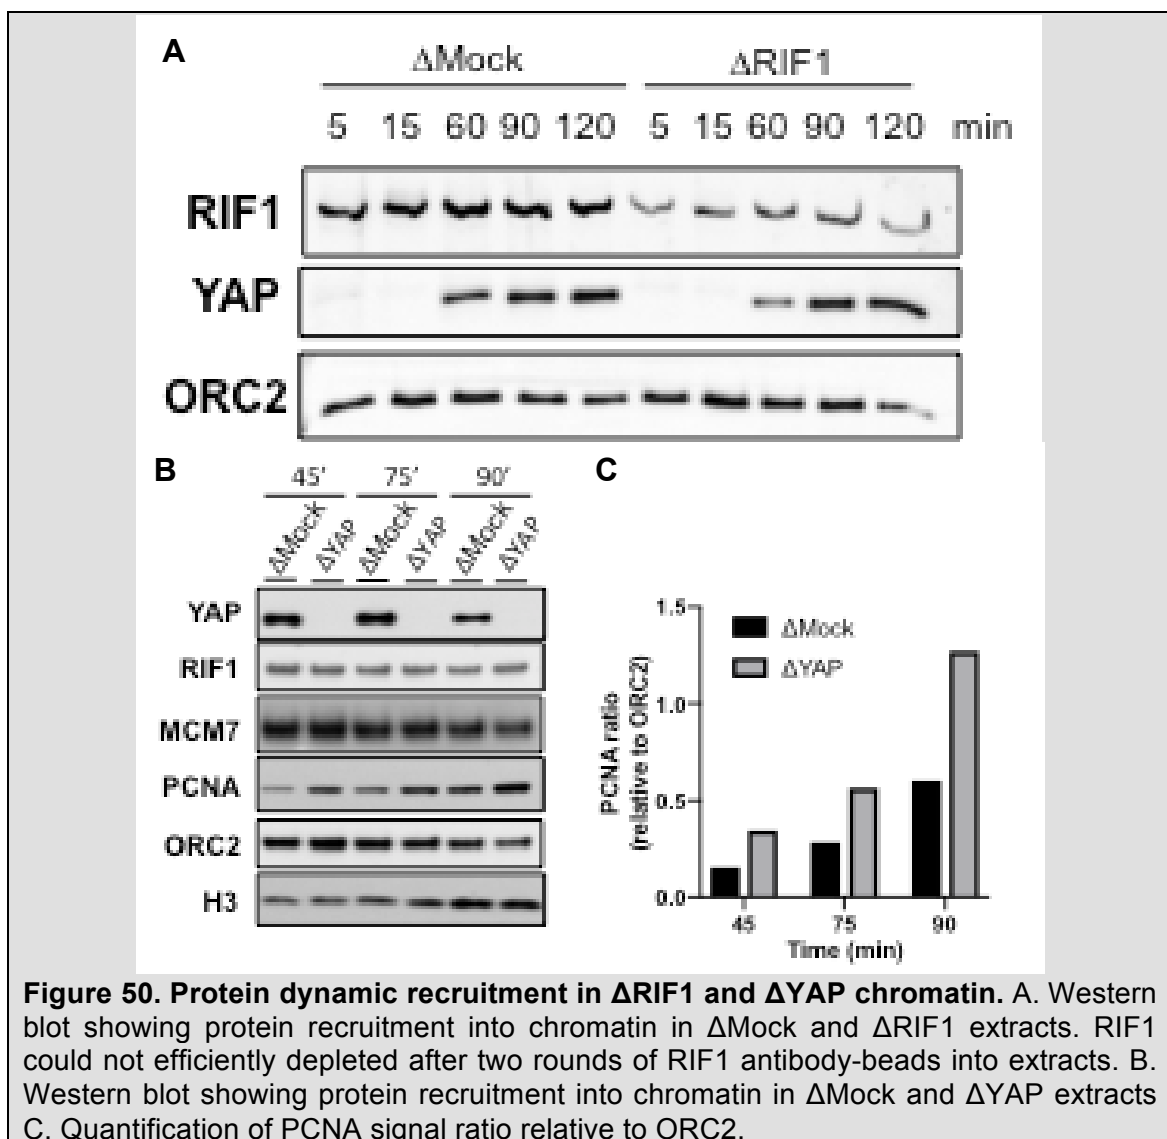 A
ΔMock ΔRIF1
5 15 60 90 120 5 15 60 90 120 min
RIF1
YAP
ORC2
B
45' 75' 90'
ΔMock ΔYAP ΔMock ΔYAP ΔMock ΔYAP
YAP
RIF1
MCM7
PCNA
ORC2
H3
C
PCNA ratio
(relative to ORC2)
1.5
1.0
0.5
0.0
ΔMock
ΔYAP
45 75 90
Time (min)
Figure 50. Protein dynamic recruitment in ΔRIF1 and ΔYAP chromatin. A. Western
blot showing protein recruitment into chromatin in ΔMock and ΔRIF1 extracts. RIF1
could not efficiently depleted after two rounds of RIF1 antibody-beads into extracts. B.
Western blot showing protein recruitment into chromatin in ΔMock and ΔYAP extracts
C. Quantification of PCNA signal ratio relative to ORC2.